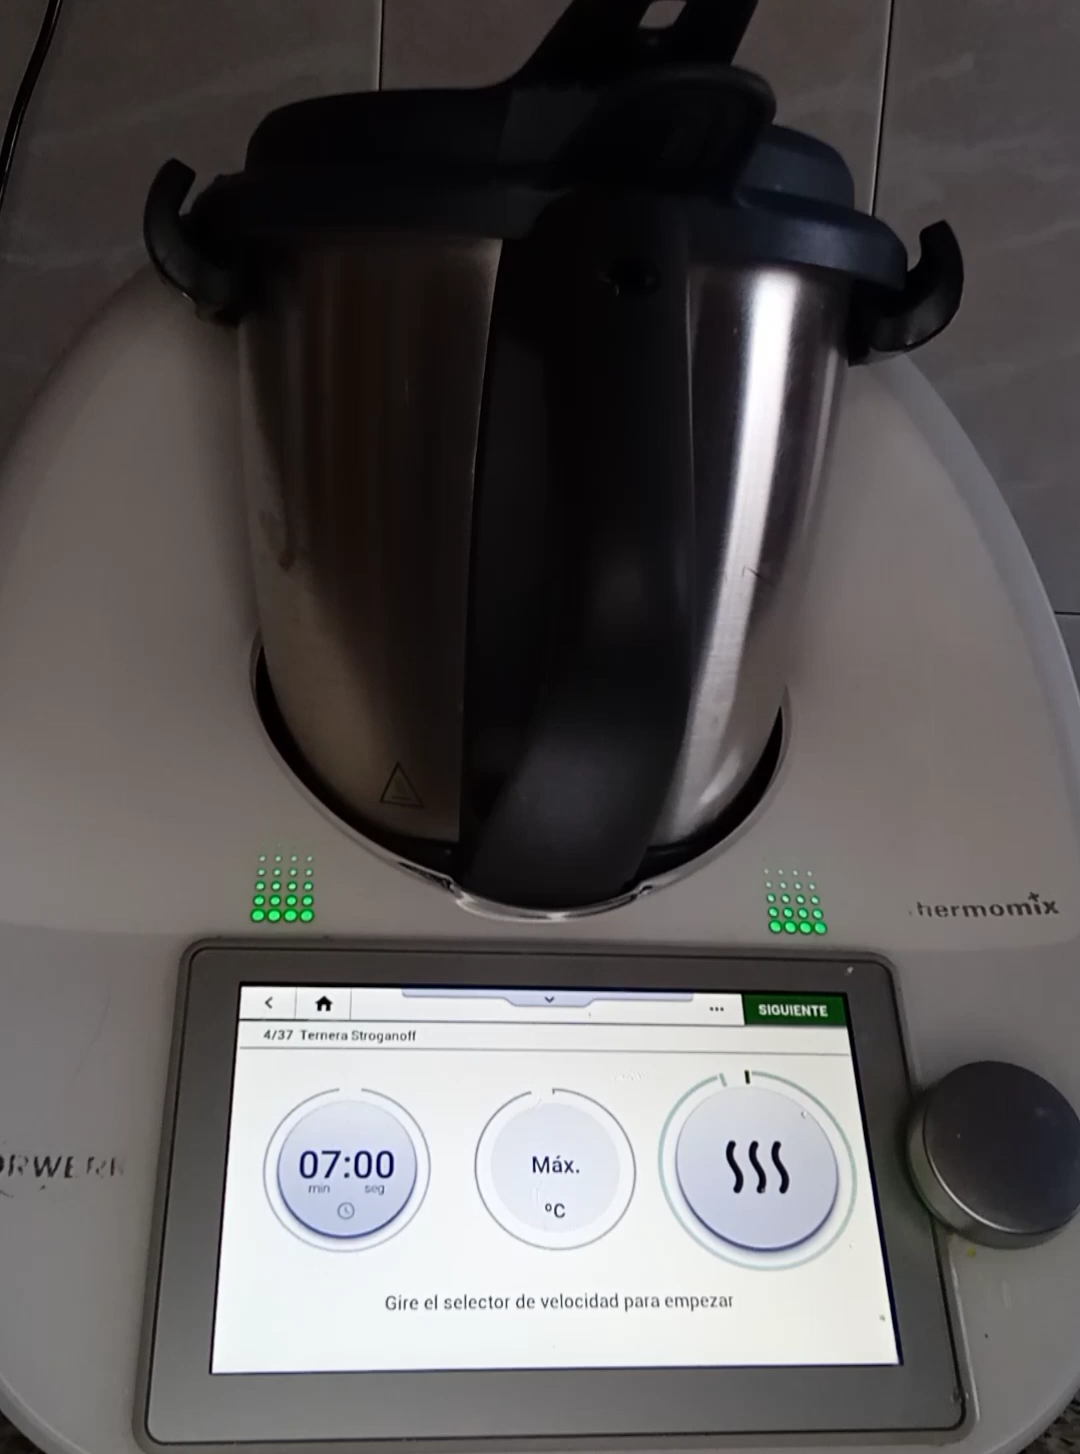 thermomix
SIGUIENTE
4/37 Ternera Stroganoff
07:00
min seg
Máx.
°C
Gire el selector de velocidad para empezar